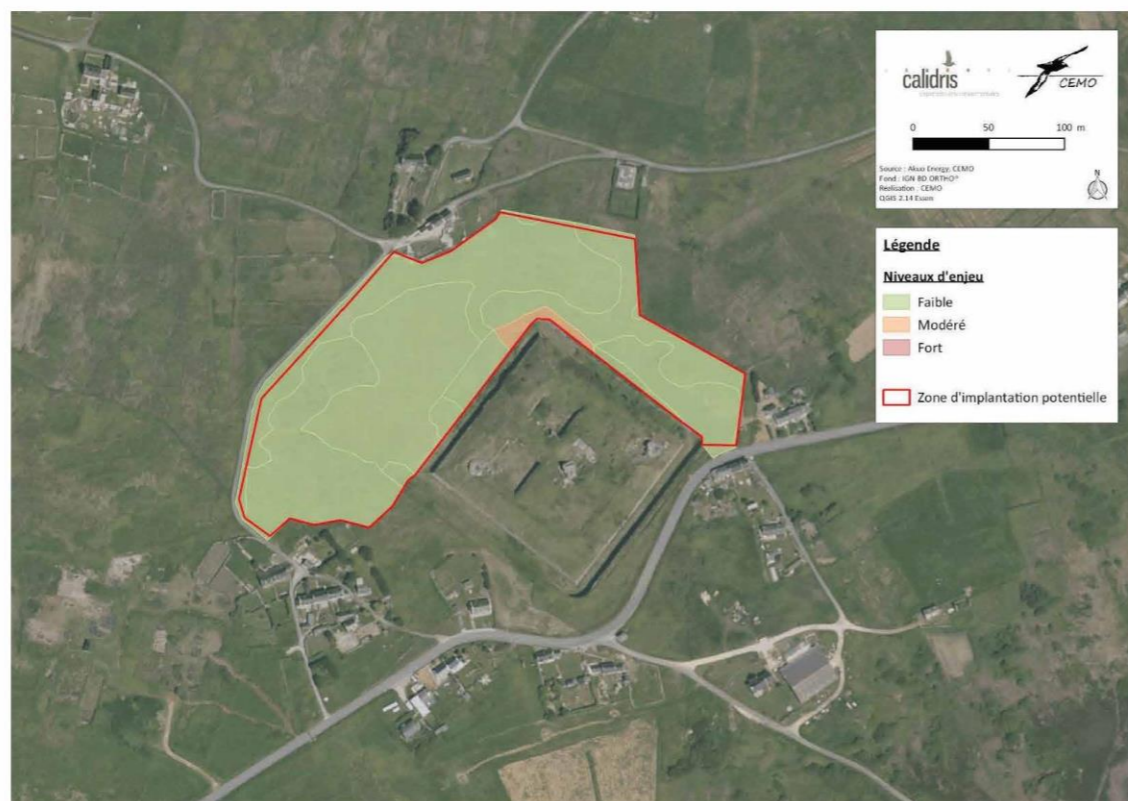 calidris
CEMO
0 50 100 m
Source : Akuo Energy, CEMO
Fond : IGN BD ORTHO®
Réalisation : CEMO
QGIS 2.14 Essen
N
Légende
Niveaux d'enjeu
Faible
Modéré
Fort
Zone d'implantation potentielle